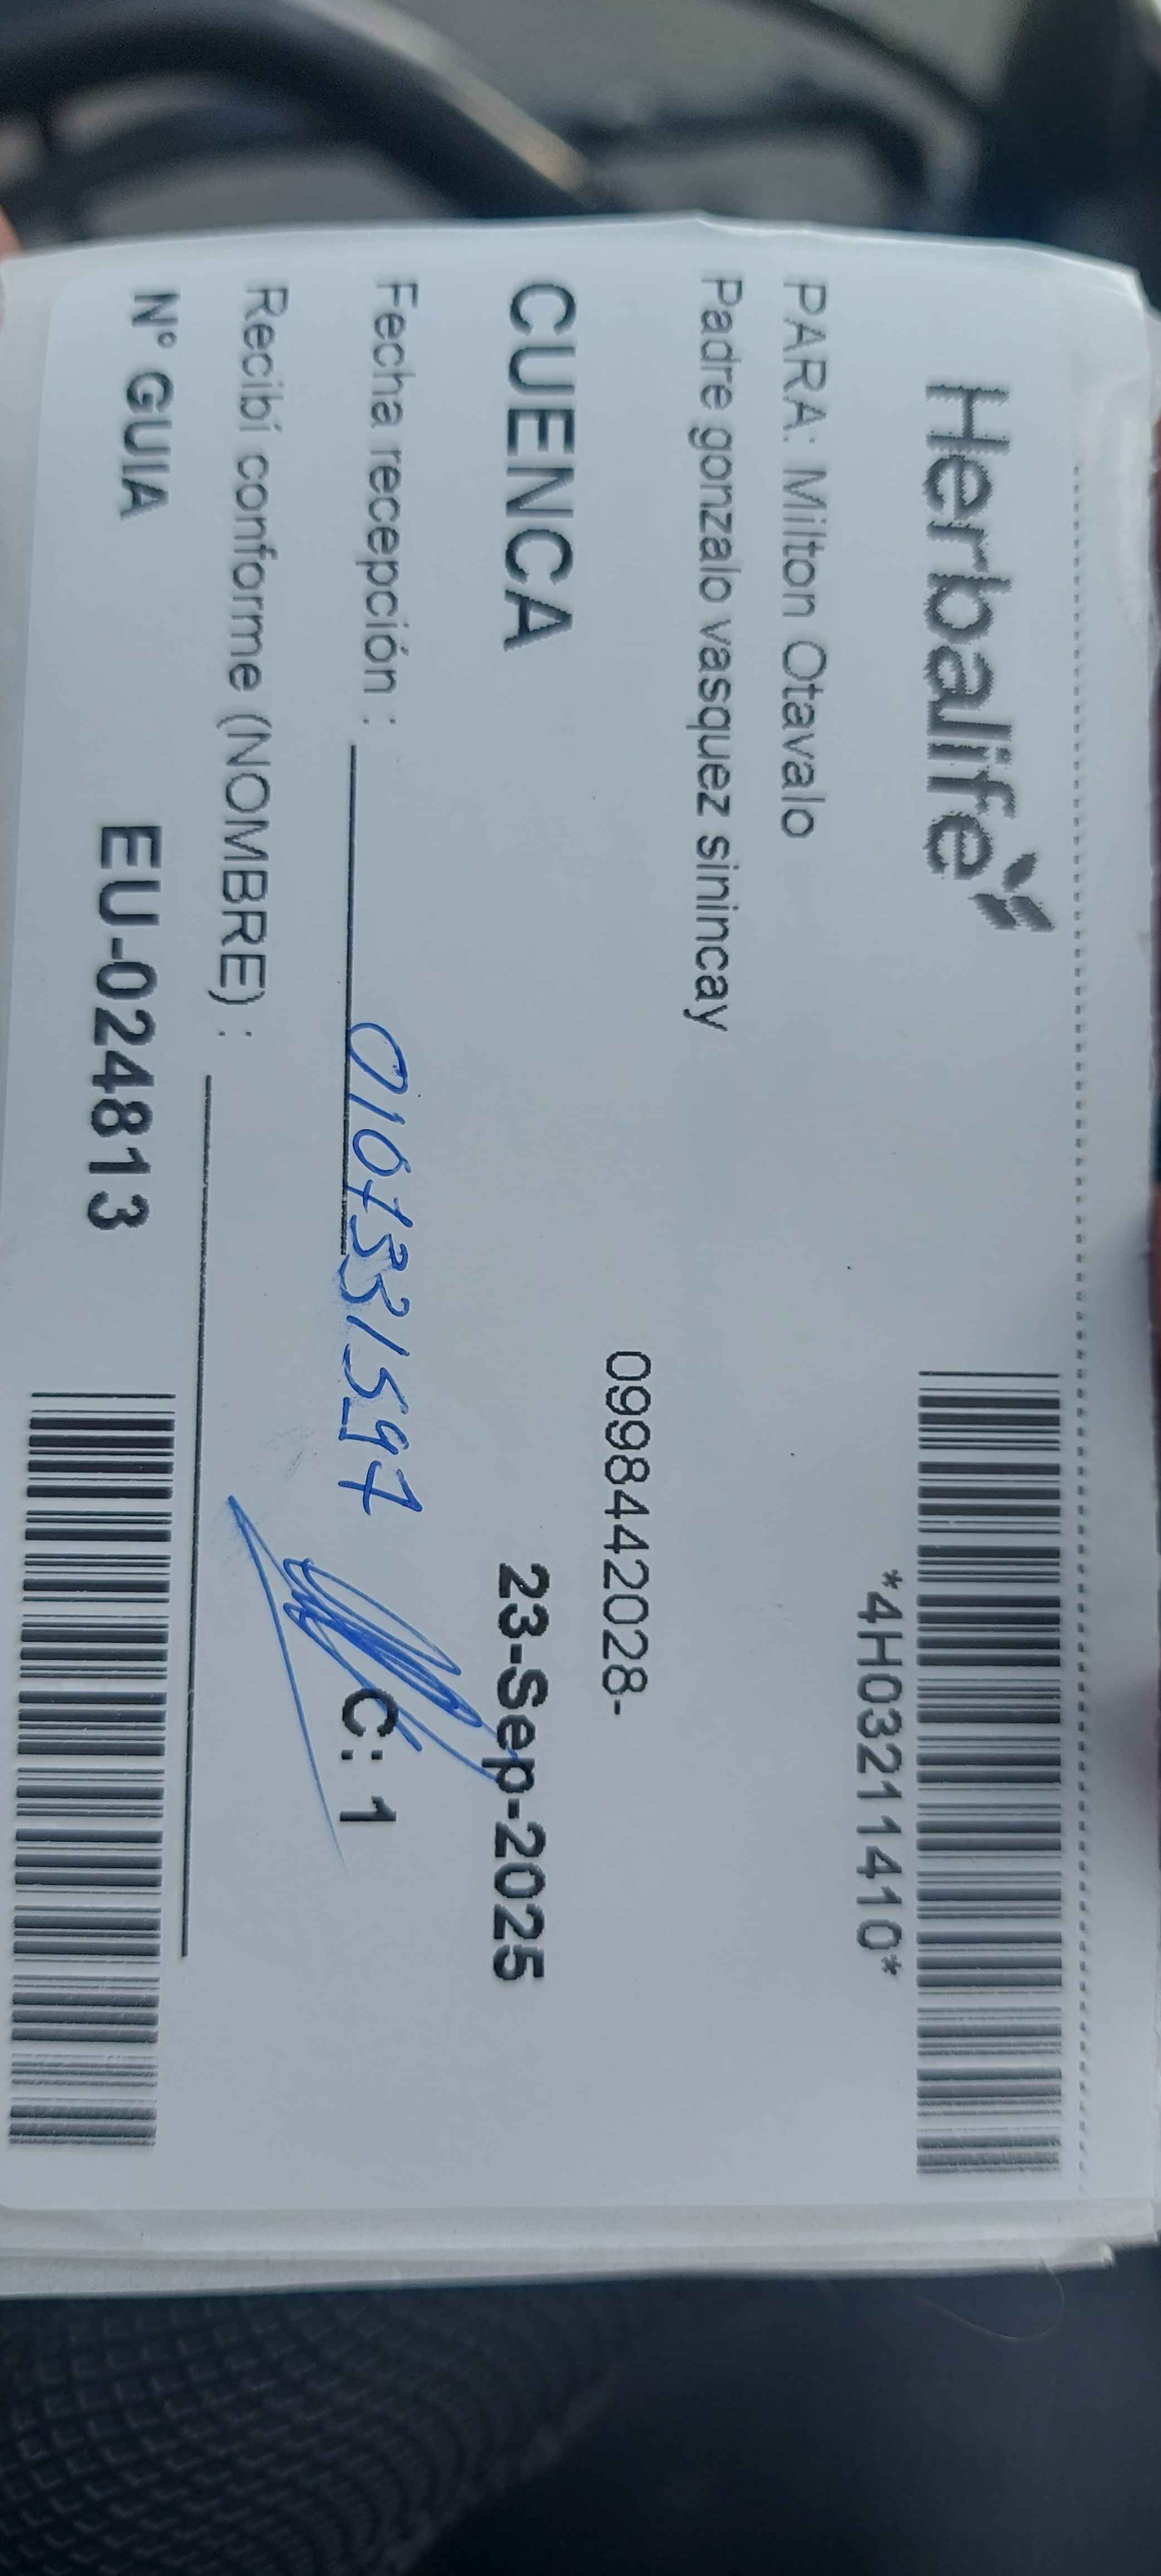 Herbalife
*4H03211410*
PARA: Milton Otavalo
Padre gonzalo vasquez sinincay
0998442028-
CUENCA
23-Sep-2025
Fecha recepción :
0107331597
C: 1
Recibí conforme (NOMBRE) :
N° GUIA EU-024813